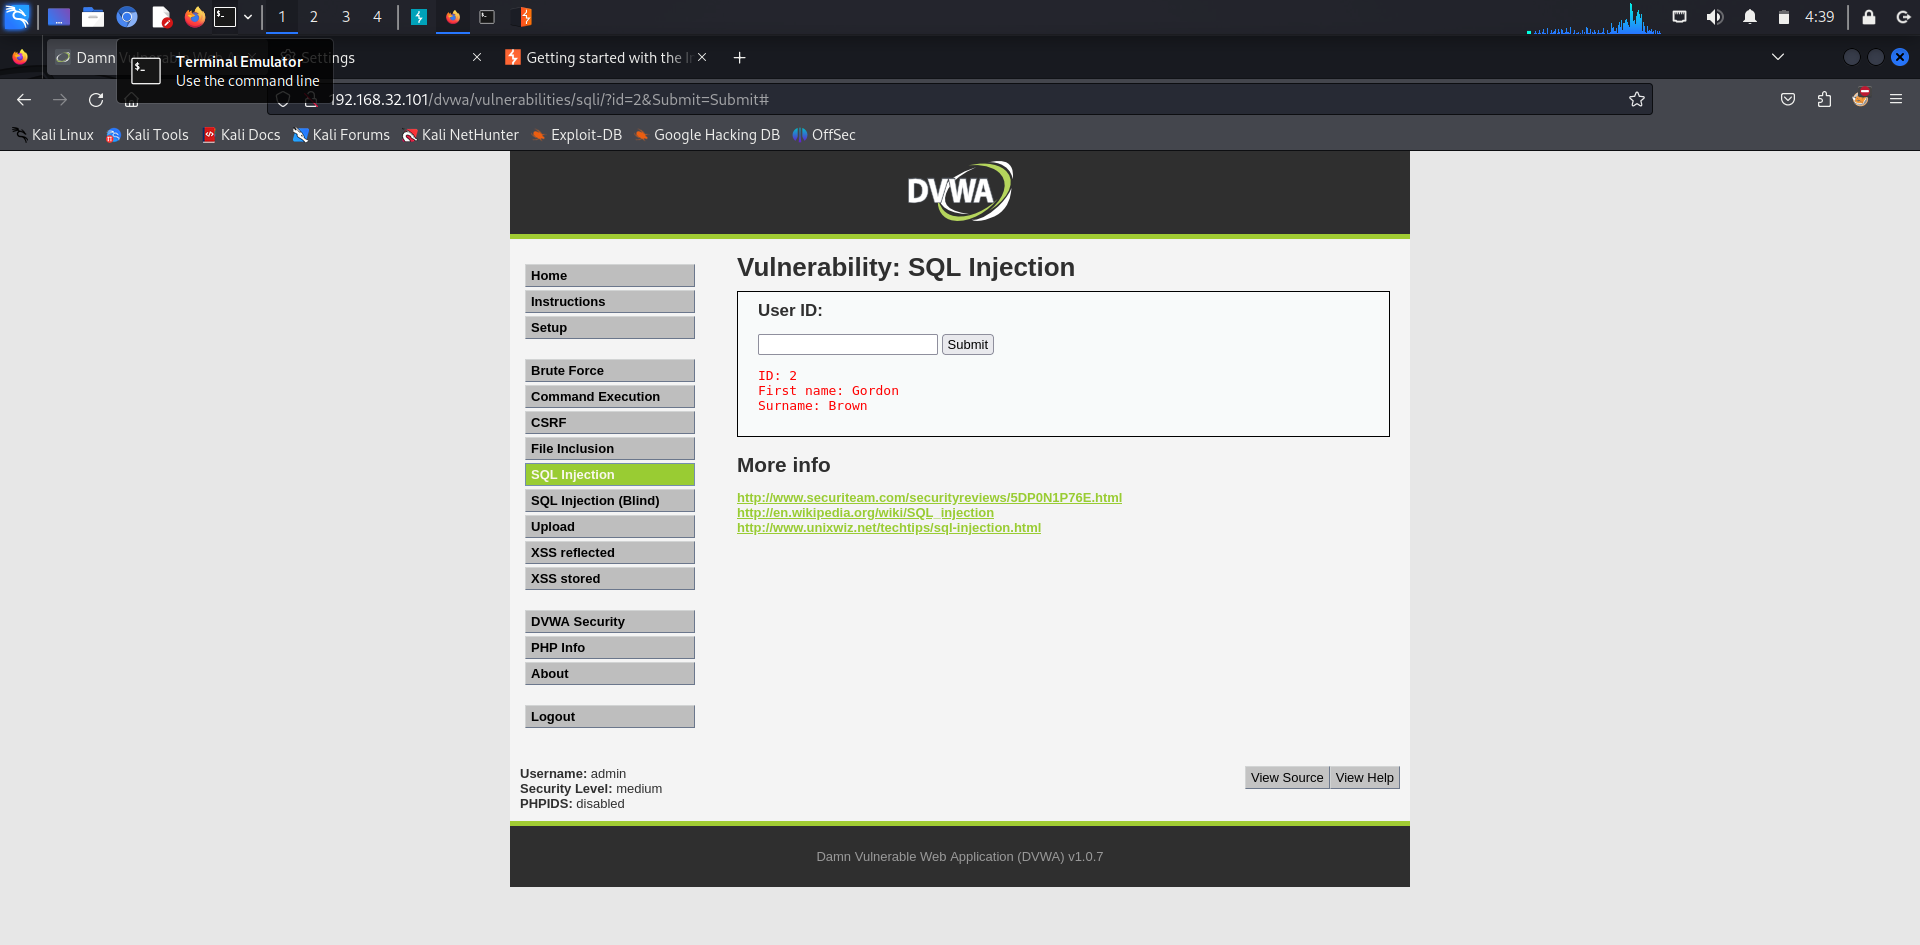 1 2 3 4 4:39
Damn
Terminal Emulator
Use the command line
Settings
Getting started with the Ir
192.168.32.101/dvwa/vulnerabilities/sqli/?id=2&Submit=Submit#
Kali Linux Kali Tools Kali Docs Kali Forums Kali NetHunter Exploit-DB Google Hacking DB OffSec
DVWA
Home
Instructions
Setup
Brute Force
Command Execution
CSRF
File Inclusion
SQL Injection
SQL Injection (Blind)
Upload
XSS reflected
XSS stored
DVWA Security
PHP Info
About
Logout
Vulnerability: SQL Injection
User ID:
Submit
ID: 2
First name: Gordon
Surname: Brown
More info
http://www.securiteam.com/securityreviews/5DP0N1P76E.html
http://en.wikipedia.org/wiki/SQL_injection
http://www.unixwiz.net/techtips/sql-injection.html
Username: admin
Security Level: medium
PHPIDS: disabled
View Source View Help
Damn Vulnerable Web Application (DVWA) v1.0.7